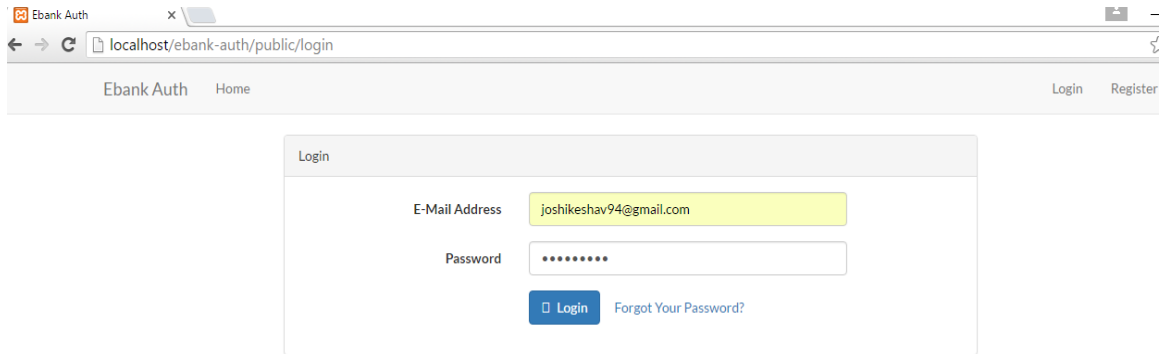 Ebank Auth
localhost/ebank-auth/public/login
Ebank Auth Home Login Register
Login
E-Mail Address joshikeshav94@gmail.com
Password •••••••••
Login Forgot Your Password?